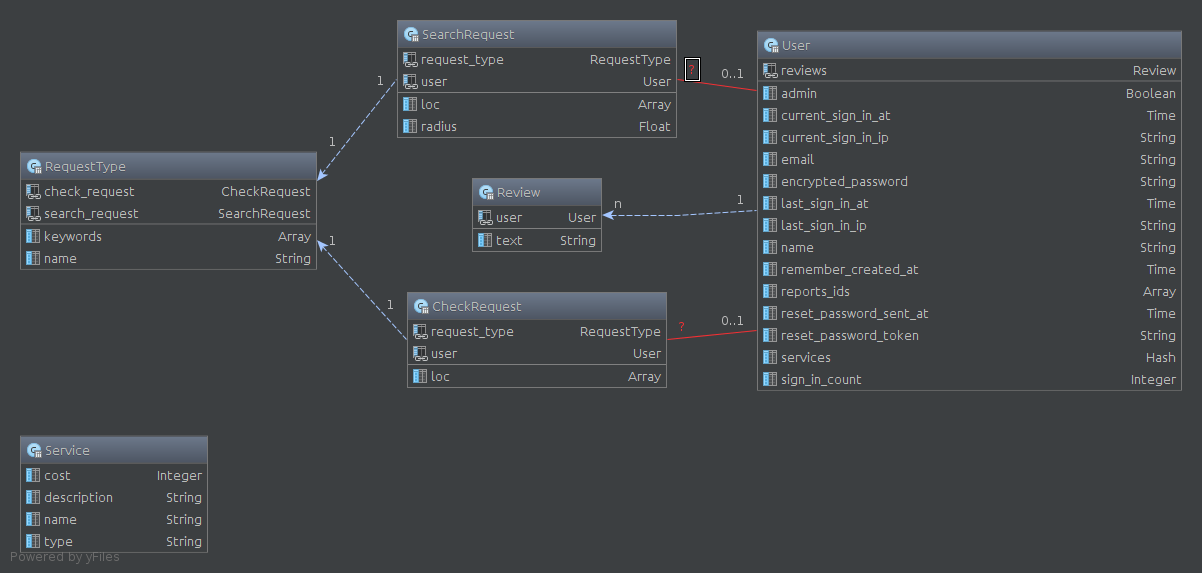 SearchRequest
request_type RequestType
user User
loc Array
radius Float
?
0..1
User
reviews Review
admin Boolean
current_sign_in_at Time
current_sign_in_ip String
email String
encrypted_password String
last_sign_in_at Time
last_sign_in_ip String
name String
remember_created_at Time
reports_ids Array
reset_password_sent_at Time
reset_password_token String
services Hash
sign_in_count Integer
1
1
RequestType
check_request CheckRequest
search_request SearchRequest
keywords Array
name String
Review
user User
text String
n
1
1
1
CheckRequest
request_type RequestType
user User
loc Array
?
0..1
Service
cost Integer
description String
name String
type String
Powered by yFiles